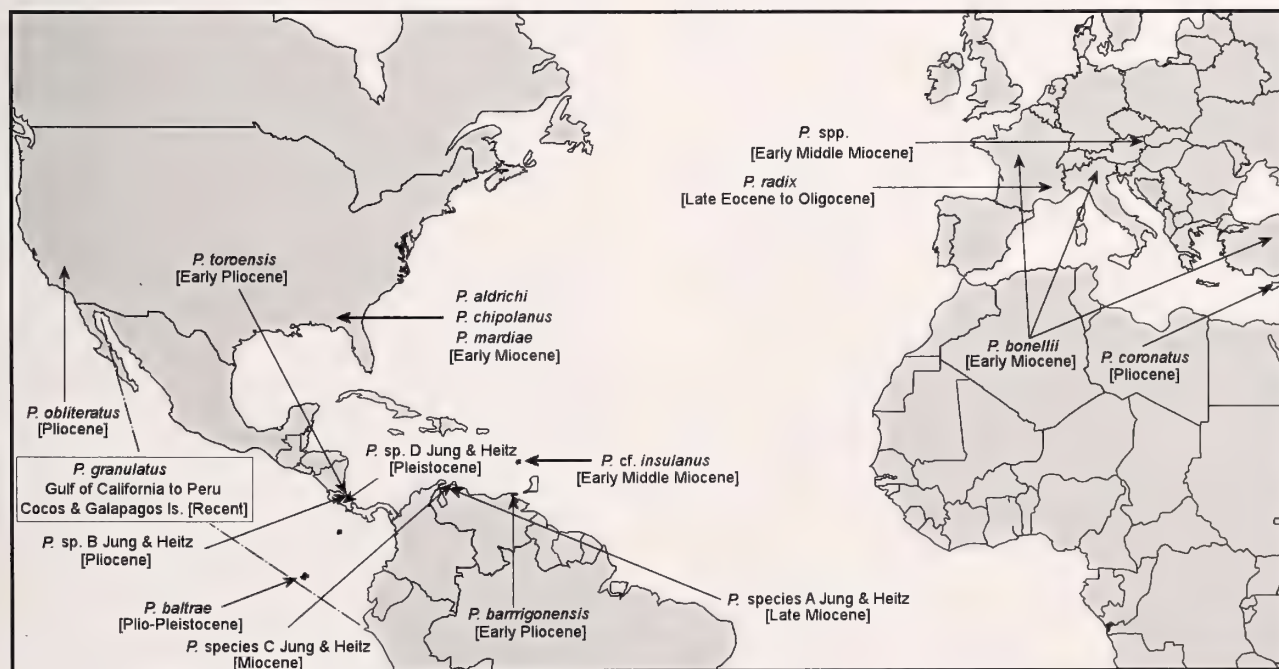 P. spp.
[Early Middle Miocene]
P. radix
[Late Eocene to Oligocene]
P. toroensis
[Early Pliocene]
P. aldrichi
P. chipolanus
P. mardiae
[Early Miocene]
P. bonellii
[Early Miocene]
P. coronatus
[Pliocene]
P. obliteratus
[Pliocene]
P. sp. D Jung & Heitz
[Pleistocene]
P. cf. insulanus
[Early Middle Miocene]
P. granulatus
Gulf of California to Peru
Cocos & Galapagos Is. [Recent]
P. sp. B Jung & Heitz
[Pliocene]
P. baltrae
[Plio-Pleistocene]
P. barrrigonensis
[Early Pliocene]
P. species A Jung & Heitz
[Late Miocene]
P. species C Jung & Heitz
[Miocene]